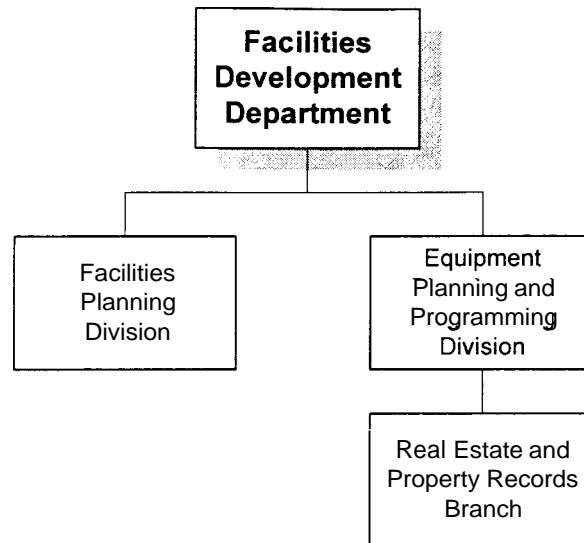 Facilities
Development
Department
Facilities
Planning
Division
Equipment
Planning and
Programming
Division
Real Estate and
Property Records
Branch